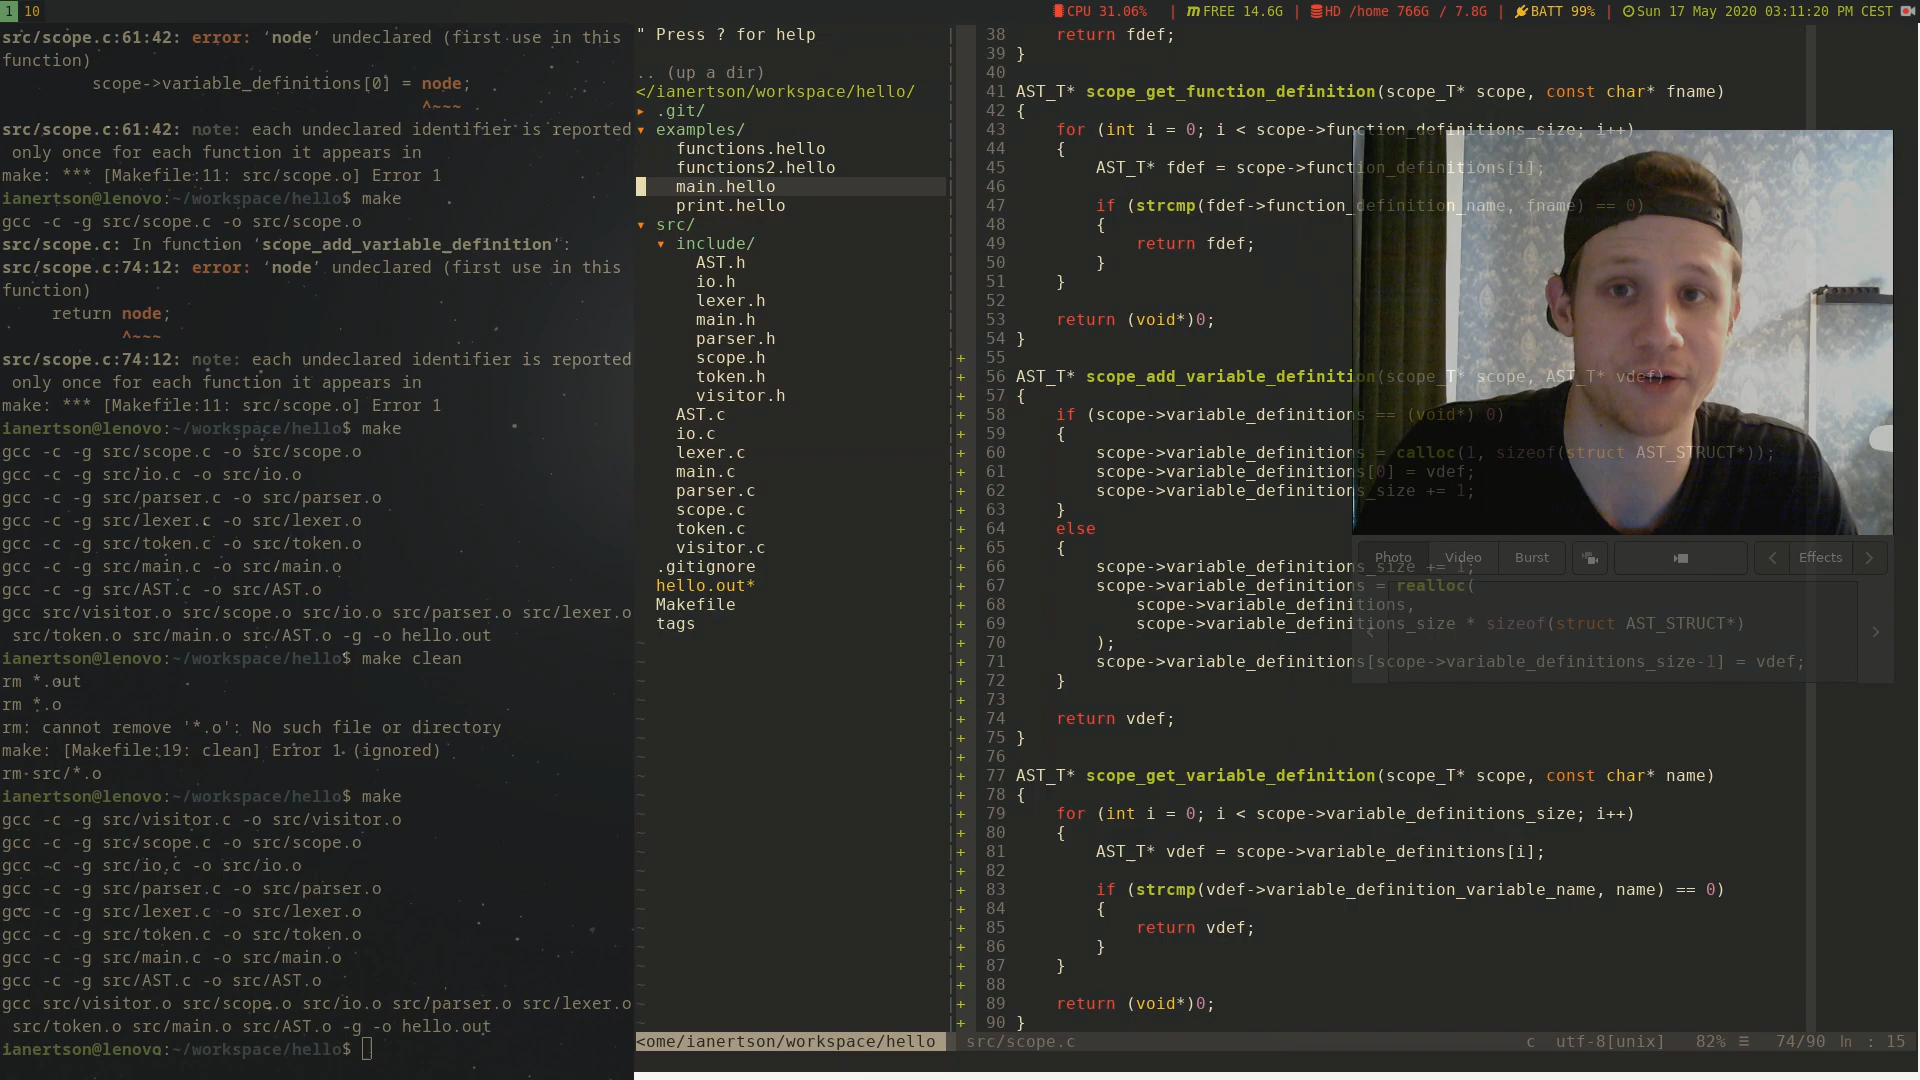 1 10
CPU 31.06% | FREE 14.6G | HD /home 766G / 7.8G | BATT 99% | Sun 17 May 2020 03:11:20 PM CEST
src/scope.c:61:42: error: ‘node’ undeclared (first use in this
function)
scope->variable_definitions[0] = node;
^~~~
src/scope.c:61:42: note: each undeclared identifier is reported
only once for each function it appears in
make: *** [Makefile:11: src/scope.o] Error 1
ianertson@lenovo:~/workspace/hello$ make
gcc -c -g src/scope.c -o src/scope.o
src/scope.c: In function ‘scope_add_variable_definition’:
src/scope.c:74:12: error: ‘node’ undeclared (first use in this
function)
return node;
^~~~
src/scope.c:74:12: note: each undeclared identifier is reported
only once for each function it appears in
make: *** [Makefile:11: src/scope.o] Error 1
ianertson@lenovo:~/workspace/hello$ make
gcc -c -g src/scope.c -o src/scope.o
gcc -c -g src/io.c -o src/io.o
gcc -c -g src/parser.c -o src/parser.o
gcc -c -g src/lexer.c -o src/lexer.o
gcc -c -g src/token.c -o src/token.o
gcc -c -g src/main.c -o src/main.o
gcc -c -g src/AST.c -o src/AST.o
gcc src/visitor.o src/scope.o src/io.o src/parser.o src/lexer.o
src/token.o src/main.o src/AST.o -g -o hello.out
ianertson@lenovo:~/workspace/hello$ make clean
rm *.out
rm *.o
rm: cannot remove '*.o': No such file or directory
make: [Makefile:19: clean] Error 1 (ignored)
rm src/*.o
ianertson@lenovo:~/workspace/hello$ make
gcc -c -g src/visitor.c -o src/visitor.o
gcc -c -g src/scope.c -o src/scope.o
gcc -c -g src/io.c -o src/io.o
gcc -c -g src/parser.c -o src/parser.o
gcc -c -g src/lexer.c -o src/lexer.o
gcc -c -g src/token.c -o src/token.o
gcc -c -g src/main.c -o src/main.o
gcc -c -g src/AST.c -o src/AST.o
gcc src/visitor.o src/scope.o src/io.o src/parser.o src/lexer.o
src/token.o src/main.o src/AST.o -g -o hello.out
ianertson@lenovo:~/workspace/hello$
" Press ? for help
.. (up a dir)
</ianertson/workspace/hello/
▸ .git/
▾ examples/
functions.hello
functions2.hello
main.hello
print.hello
▾ src/
▾ include/
AST.h
io.h
lexer.h
main.h
parser.h
scope.h
token.h
visitor.h
AST.c
io.c
lexer.c
main.c
parser.c
scope.c
token.c
visitor.c
.gitignore
hello.out*
Makefile
tags
<ome/ianertson/workspace/hello
38 return fdef;
39 }
40
41 AST_T* scope_get_function_definition(scope_T* scope, const char* fname)
42 {
43 for (int i = 0; i < scope->function_definitions_size; i++)
44 {
45 AST_T* fdef = scope->function_definitions[i];
46
47 if (strcmp(fdef->function_definition_name, fname) == 0)
48 {
49 return fdef;
50 }
51 }
52
53 return (void*)0;
54 }
+ 55
+ 56 AST_T* scope_add_variable_definition(scope_T* scope, AST_T* vdef)
+ 57 {
+ 58 if (scope->variable_definitions == (void*) 0)
+ 59 {
+ 60 scope->variable_definitions = calloc(1, sizeof(struct AST_STRUCT*));
+ 61 scope->variable_definitions[0] = vdef;
+ 62 scope->variable_definitions_size += 1;
+ 63 }
+ 64 else
+ 65 {
+ 66 scope->variable_definitions_size += 1;
+ 67 scope->variable_definitions = realloc(
+ 68 scope->variable_definitions,
+ 69 scope->variable_definitions_size * sizeof(struct AST_STRUCT*)
+ 70 );
+ 71 scope->variable_definitions[scope->variable_definitions_size-1] = vdef;
+ 72 }
+ 73
+ 74 return vdef;
+ 75 }
+ 76
+ 77 AST_T* scope_get_variable_definition(scope_T* scope, const char* name)
+ 78 {
+ 79 for (int i = 0; i < scope->variable_definitions_size; i++)
+ 80 {
+ 81 AST_T* vdef = scope->variable_definitions[i];
+ 82
+ 83 if (strcmp(vdef->variable_definition_variable_name, name) == 0)
+ 84 {
+ 85 return vdef;
+ 86 }
+ 87 }
+ 88
+ 89 return (void*)0;
+ 90 }
src/scope.c c utf-8[unix] 82% ☰ 74/90 ln : 15
Photo Video Burst Effects